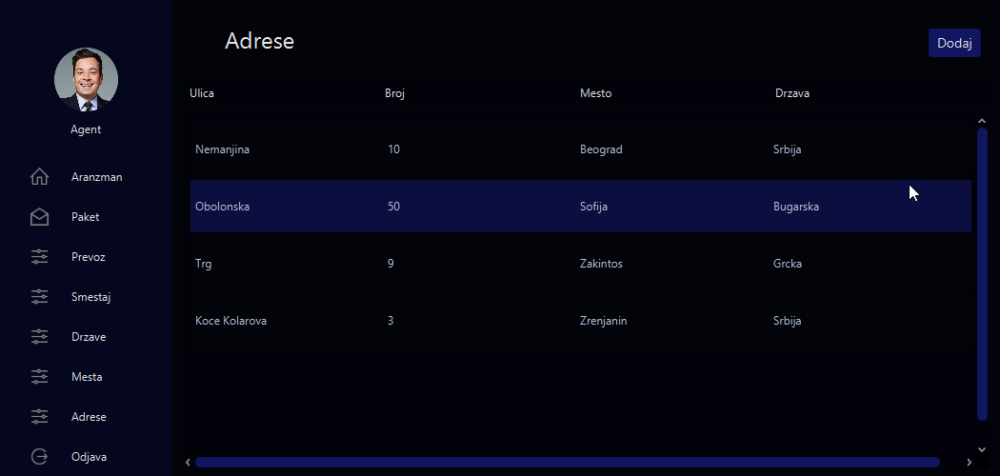 Agent
Aranzman
Paket
Prevoz
Smestaj
Drzave
Mesta
Adrese
Odjava
Adrese
Dodaj
Ulica Broj Mesto Drzava
Nemanjina 10 Beograd Srbija
Obolonska 50 Sofija Bugarska
Trg 9 Zakintos Grcka
Koce Kolarova 3 Zrenjanin Srbija